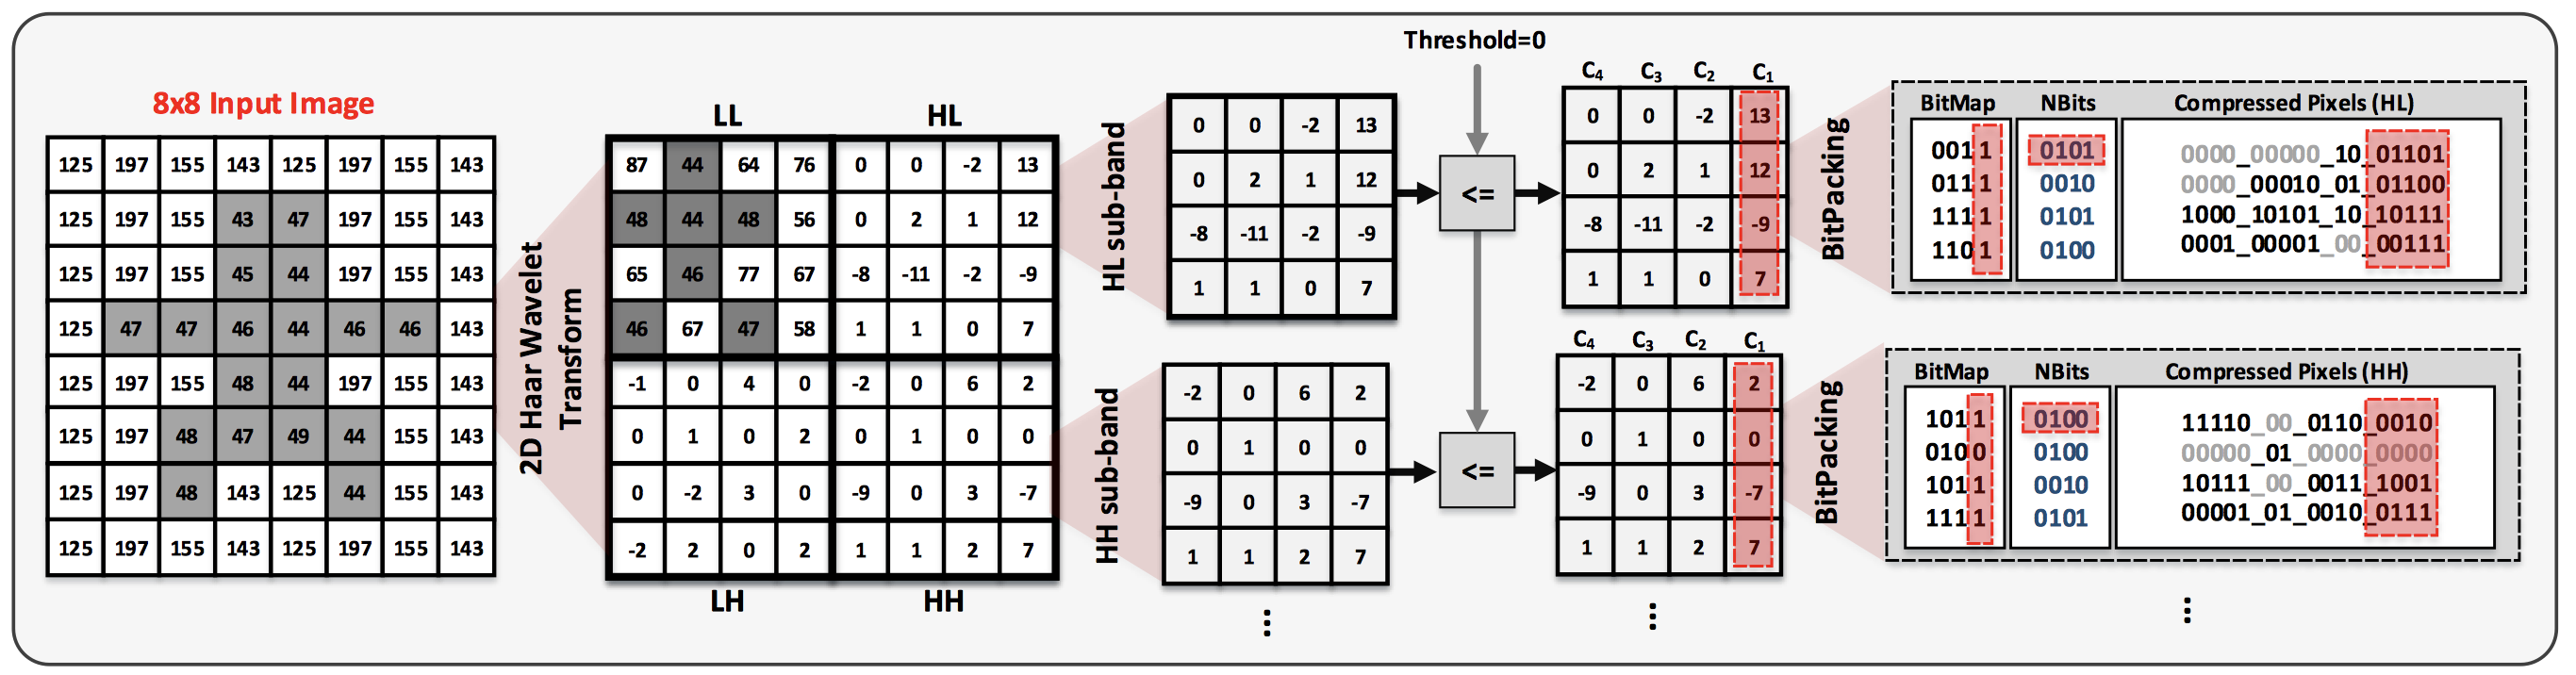 Threshold=0
8x8 Input Image
125 197 155 143 125 197 155 143
125 197 155 43 47 197 155 143
125 197 155 45 44 197 155 143
125 47 47 46 44 46 46 143
125 197 155 48 44 197 155 143
125 197 48 47 49 44 155 143
125 197 48 143 125 44 155 143
125 197 155 143 125 197 155 143
2D Haar Wavelet
Transform
LL HL
87 44 64 76 0 0 -2 13
48 44 48 56 0 2 1 12
65 46 77 67 -8 -11 -2 -9
46 67 47 58 1 1 0 7
-1 0 4 0 -2 0 6 2
0 1 0 2 0 1 0 0
0 -2 3 0 -9 0 3 -7
-2 2 0 2 1 1 2 7
LH HH
HL sub-band
0 0 -2 13
0 2 1 12
-8 -11 -2 -9
1 1 0 7
<=
C4 C3 C2 C1
0 0 -2 13
0 2 1 12
-8 -11 -2 -9
1 1 0 7
BitPacking
BitMap NBits Compressed Pixels (HL)
0011 0101 0000_00000_10_01101
0111 0010 0000_00010_01_01100
1111 0101 1000_10101_10_10111
1101 0100 0001_00001_00_00111
HH sub-band
-2 0 6 2
0 1 0 0
-9 0 3 -7
1 1 2 7
...
<=
C4 C3 C2 C1
-2 0 6 2
0 1 0 0
-9 0 3 -7
1 1 2 7
...
BitPacking
BitMap NBits Compressed Pixels (HH)
1011 0100 11110_00_0110_0010
0100 0100 00000_01_0000_0000
1011 0010 10111_00_0011_1001
1111 0101 00001_01_0010_0111
...